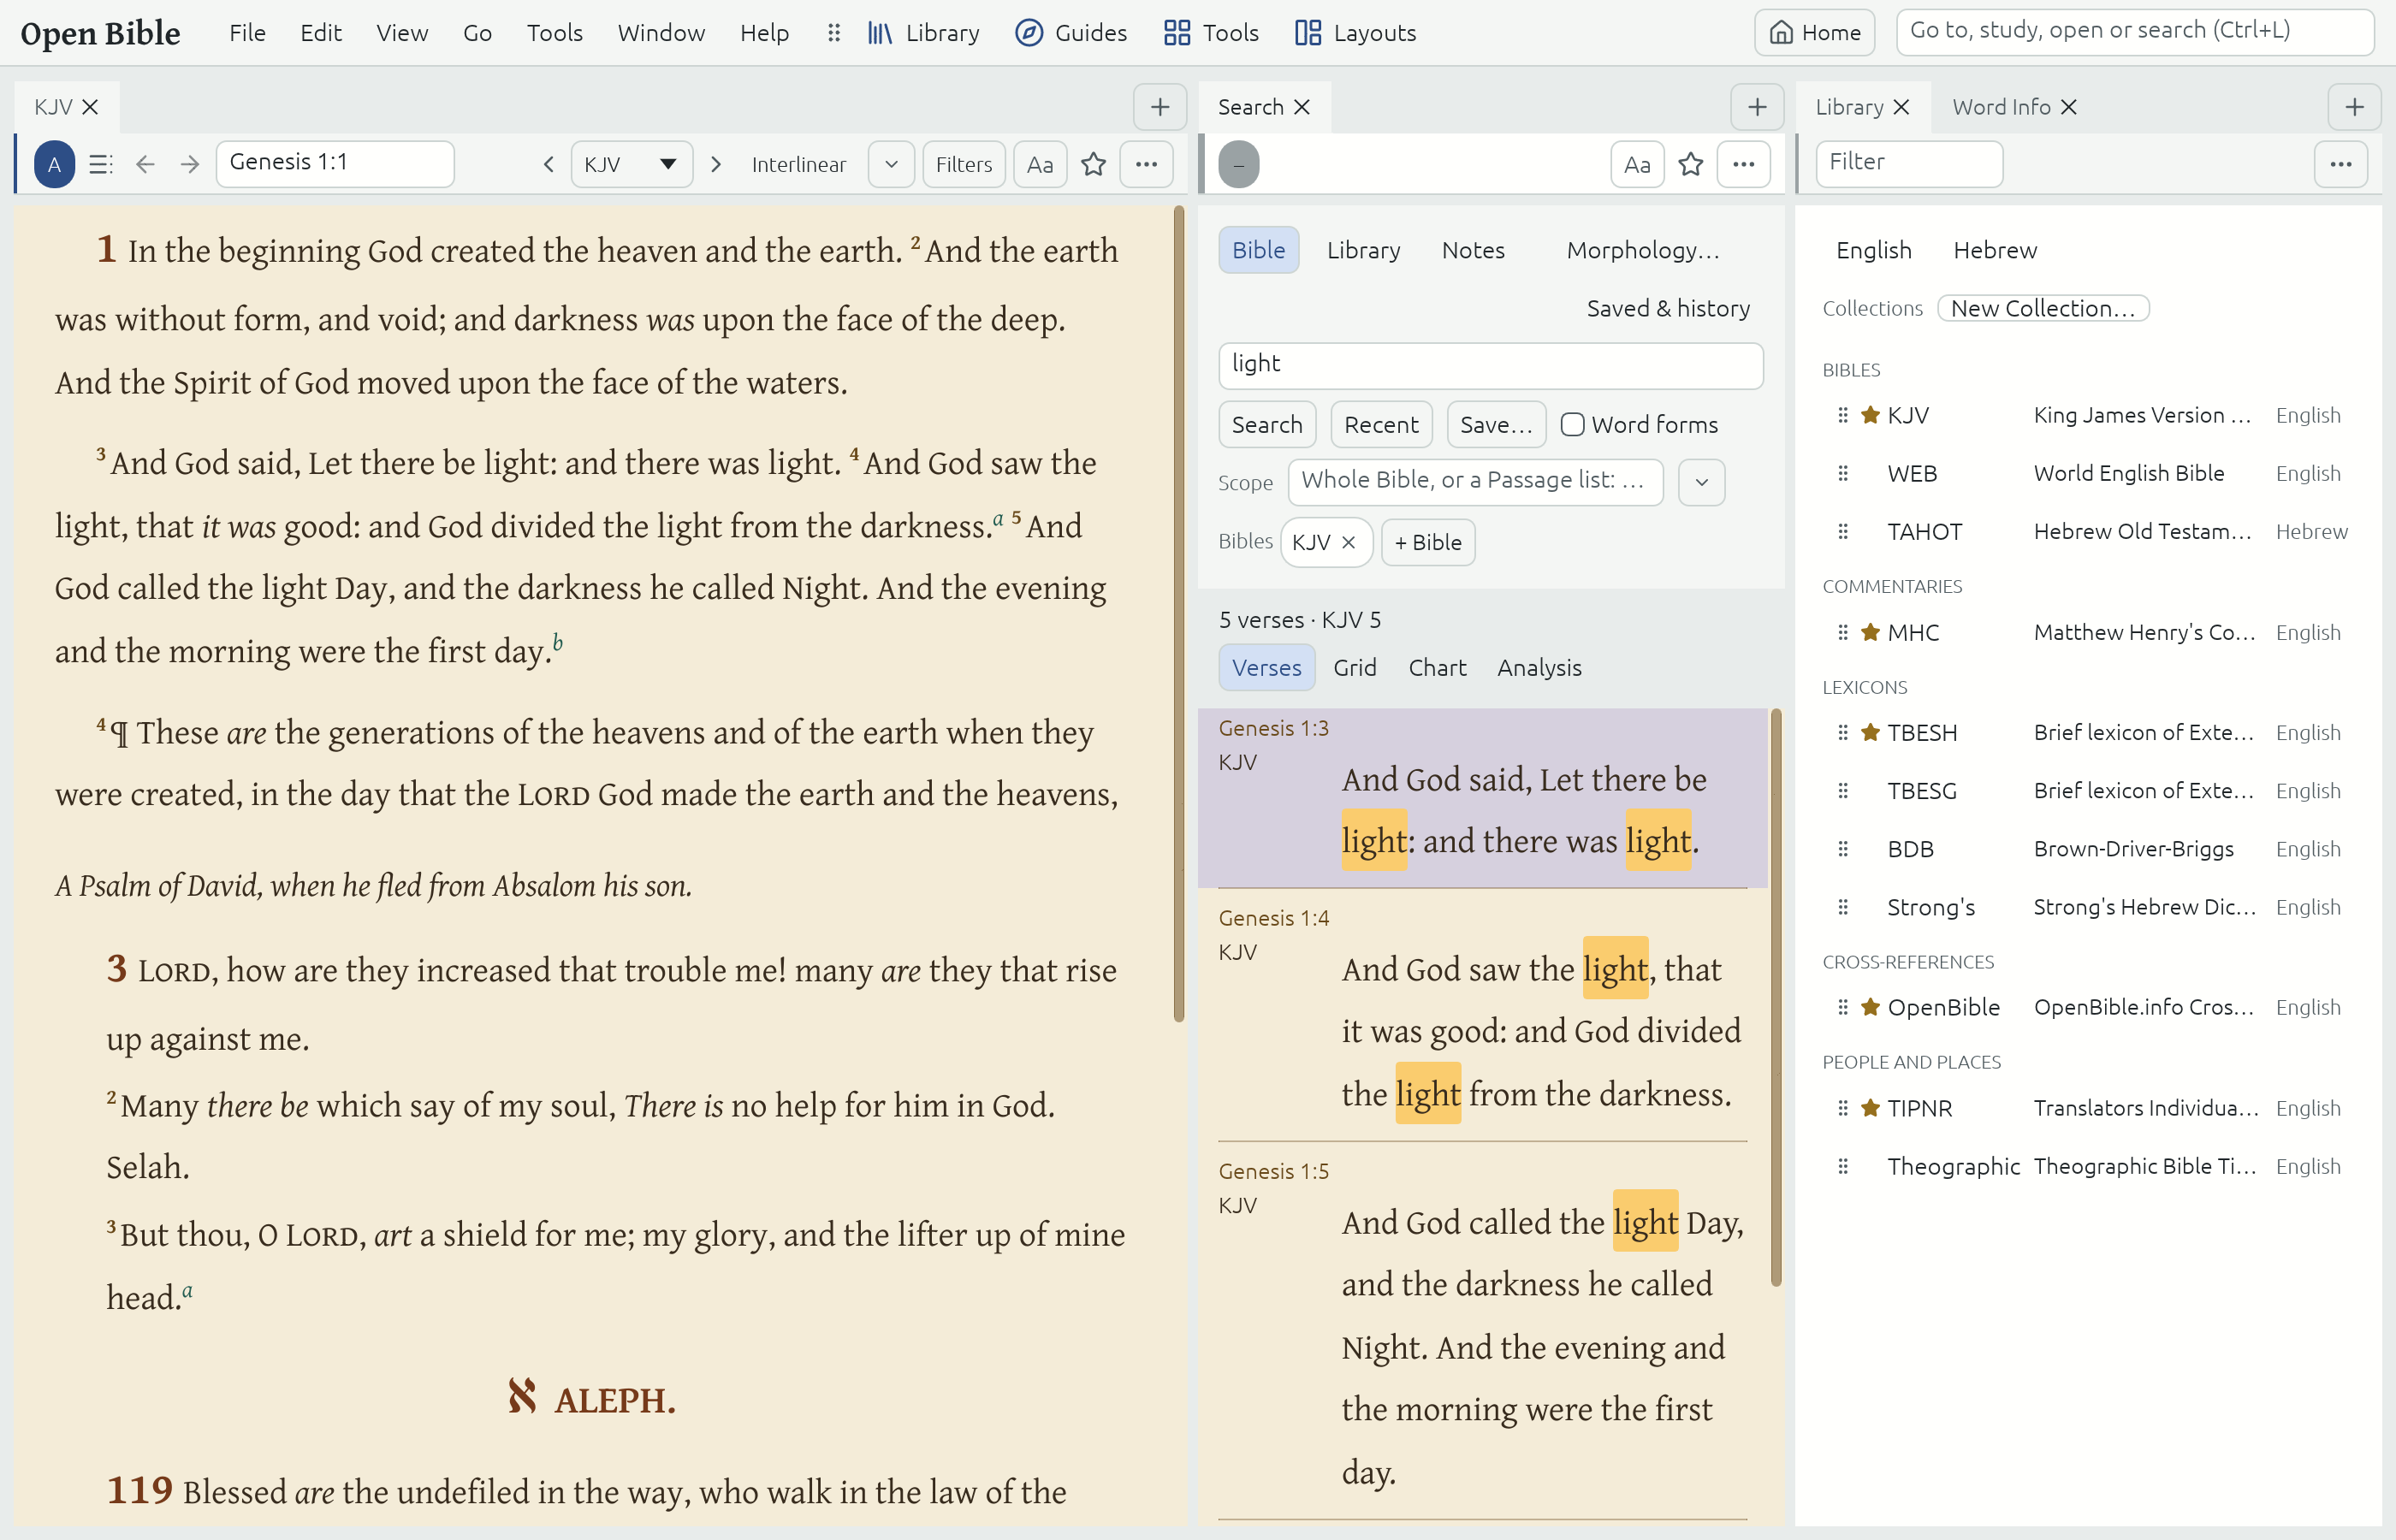 Open Bible File Edit View Go Tools Window Help Library Guides Tools Layouts Home Go to, study, open or search (Ctrl+L)
KJV
A Genesis 1:1 KJV Interlinear Filters Aa
1 In the beginning God created the heaven and the earth. 2 And the earth
was without form, and void; and darkness was upon the face of the deep.
And the Spirit of God moved upon the face of the waters.
3 And God said, Let there be light: and there was light. 4 And God saw the
light, that it was good: and God divided the light from the darkness.a 5 And
God called the light Day, and the darkness he called Night. And the evening
and the morning were the first day.b
4 ¶ These are the generations of the heavens and of the earth when they
were created, in the day that the LORD God made the earth and the heavens,
A Psalm of David, when he fled from Absalom his son.
3 LORD, how are they increased that trouble me! many are they that rise
up against me.
2 Many there be which say of my soul, There is no help for him in God.
Selah.
3 But thou, O LORD, art a shield for me; my glory, and the lifter up of mine
head.a
א ALEPH.
119 Blessed are the undefiled in the way, who walk in the law of the
Search
– Aa
Bible Library Notes Morphology…
Saved & history
light
Search Recent Save… Word forms
Scope Whole Bible, or a Passage list: …
Bibles KJV + Bible
5 verses · KJV 5
Verses Grid Chart Analysis
Genesis 1:3
KJV
And God said, Let there be
light: and there was light.
Genesis 1:4
KJV
And God saw the light, that
it was good: and God divided
the light from the darkness.
Genesis 1:5
KJV
And God called the light Day,
and the darkness he called
Night. And the evening and
the morning were the first
day.
Library Word Info
Filter
English Hebrew
Collections New Collection…
BIBLES
KJV King James Version … English
WEB World English Bible English
TAHOT Hebrew Old Testam… Hebrew
COMMENTARIES
MHC Matthew Henry's Co… English
LEXICONS
TBESH Brief lexicon of Exte… English
TBESG Brief lexicon of Exte… English
BDB Brown-Driver-Briggs English
Strong's Strong's Hebrew Dic… English
CROSS-REFERENCES
OpenBible OpenBible.info Cros… English
PEOPLE AND PLACES
TIPNR Translators Individua… English
Theographic Theographic Bible Ti… English